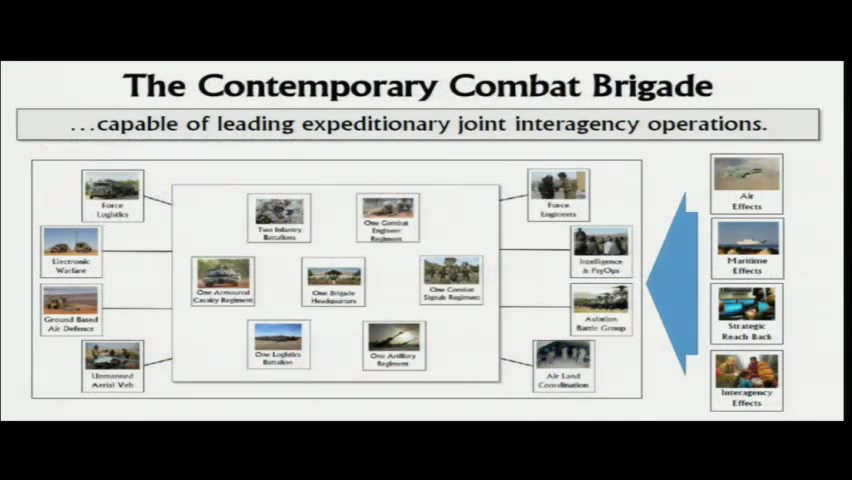 The Contemporary Combat Brigade
…capable of leading expeditionary joint interagency operations.
Force
Logistics
Electronic
Warfare
Ground Based
Air Defence
Unmanned
Aerial Veh
Two Infantry
Battalions
One Combat
Engineer
Regiment
One Armoured
Cavalry Regiment
One Brigade
Headquarters
One Combat
Signals Regiment
One Logistics
Battalion
One Artillery
Regiment
Force
Engineers
Intelligence
& PsyOps
Aviation
Battle Group
Air Land
Coordination
Air
Effects
Maritime
Effects
Strategic
Reach Back
Interagency
Effects